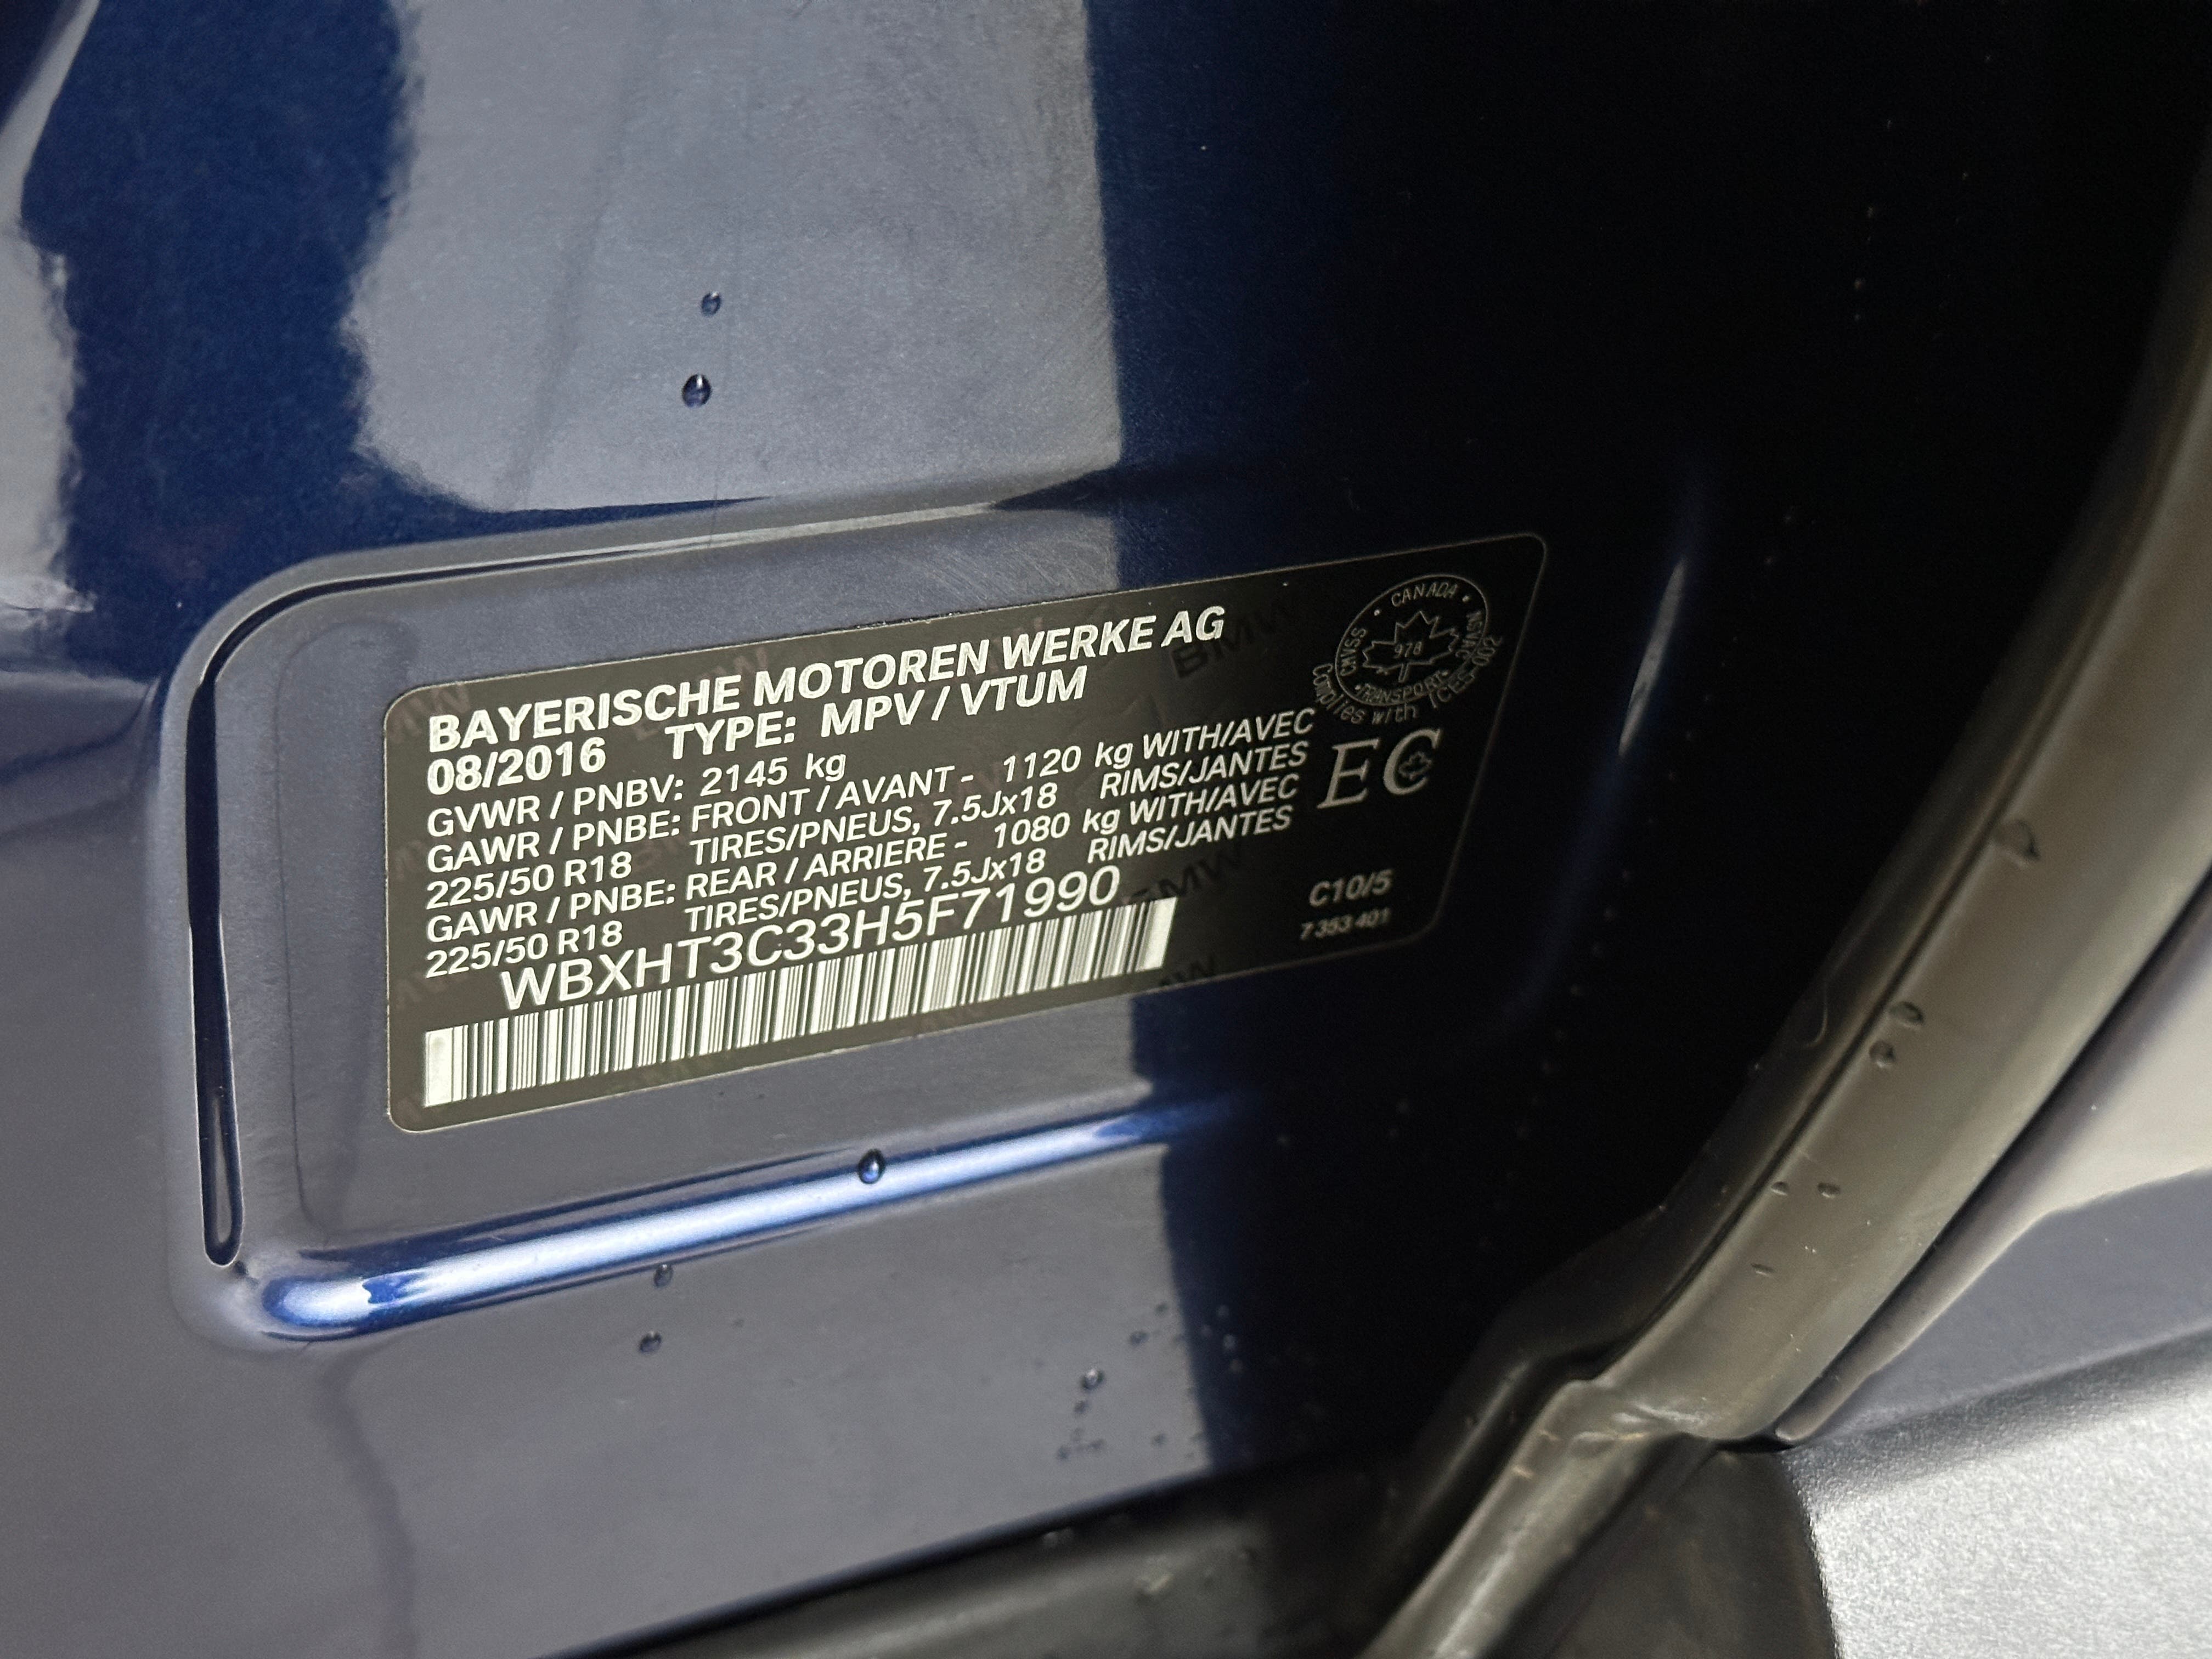 BAYERISCHE MOTOREN WERKE AG
08/2016 TYPE: MPV / VTUM
GVWR / PNBV: 2145 kg
GAWR / PNBE: FRONT / AVANT - 1120 kg WITH/AVEC
225/50 R18 TIRES/PNEUS, 7.5Jx18 RIMS/JANTES
GAWR / PNBE: REAR / ARRIERE - 1080 kg WITH/AVEC
225/50 R18 TIRES/PNEUS, 7.5Jx18 RIMS/JANTES
WBXHT3C33H5F71990
CANADA
CMVSS
978
NSVAC
TRANSPORT
Complies with ICES-002
EC
C10/5
7 353 401
BMW
BMW
BMW